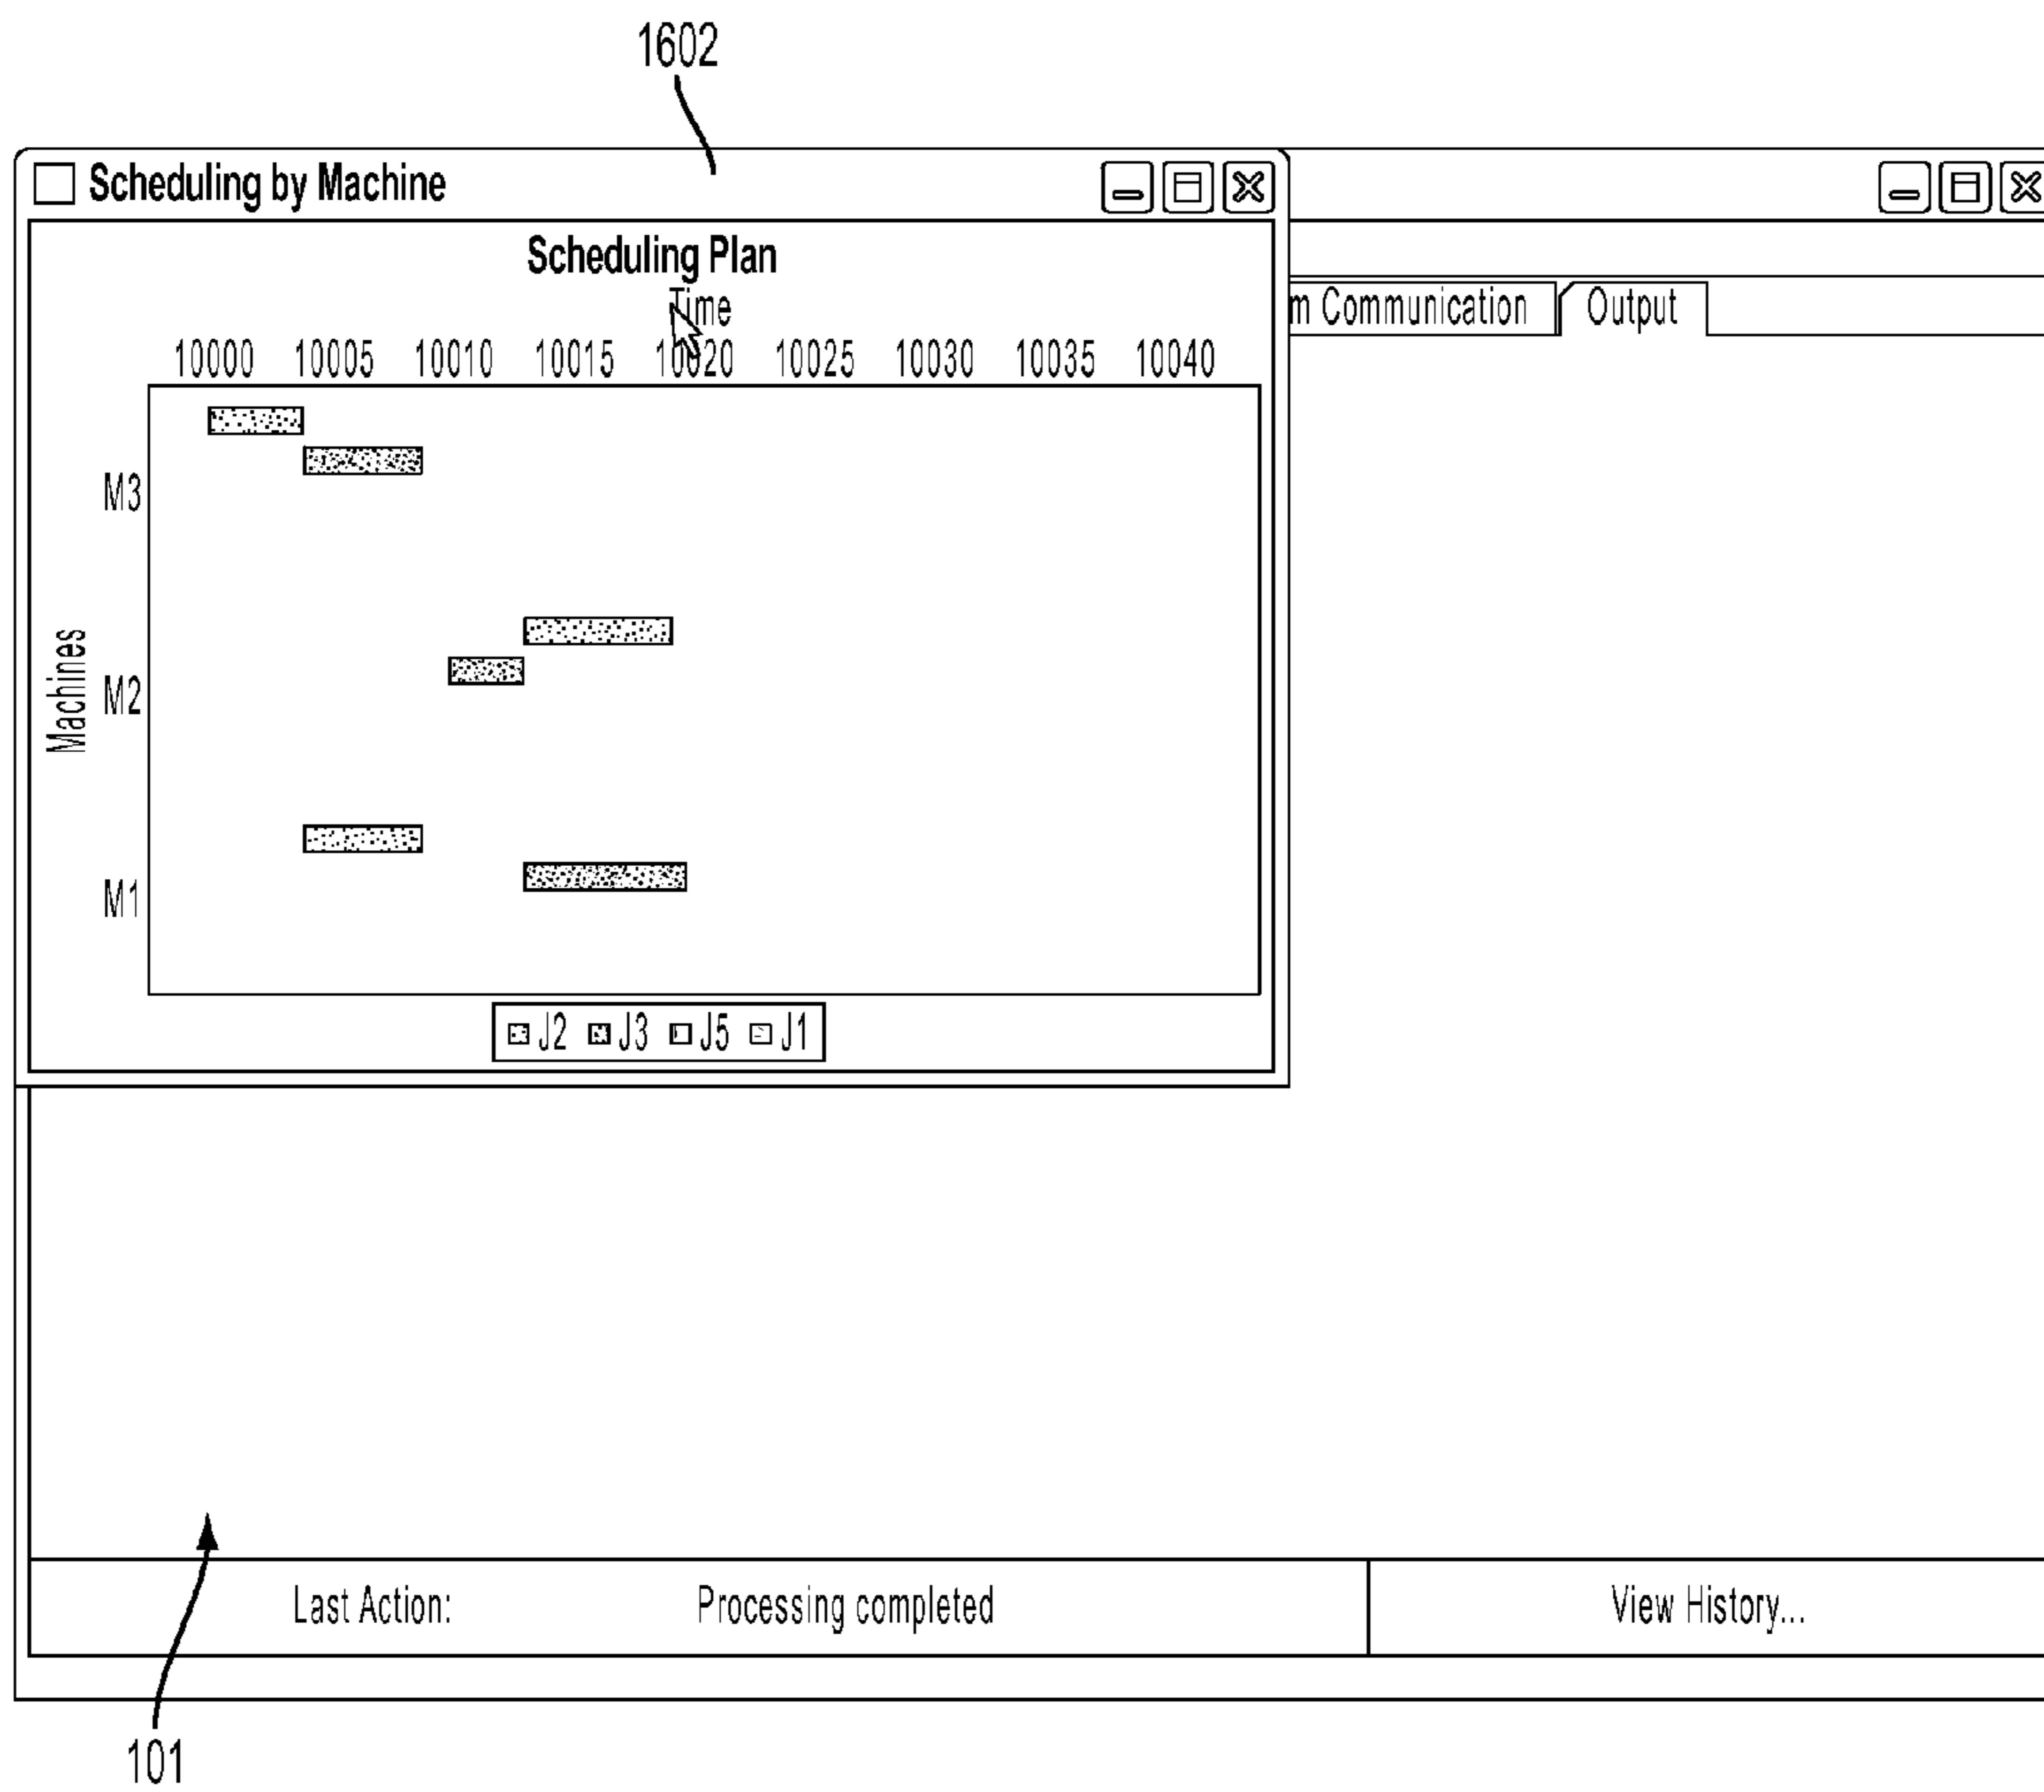 1602
Scheduling by Machine
Scheduling Plan
Time
m Communication
Output
10000 10005 10010 10015 10020 10025 10030 10035 10040
Machines
M3
M2
M1
J2 J3 J5 J1
Last Action: Processing completed View History...
101